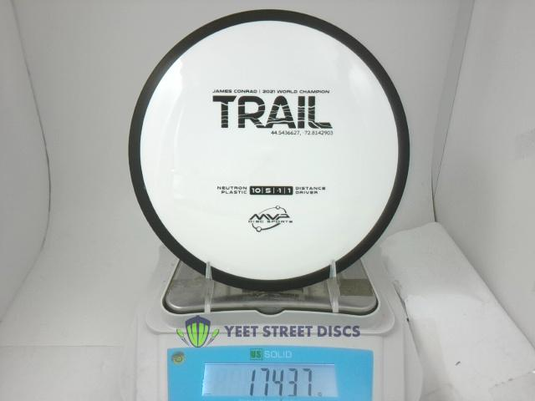 JAMES CONRAD | 2021 WORLD CHAMPION
TRAIL
44.5436627, -72.8142903
NEUTRON PLASTIC 10 | 5 | -1 | 1 DISTANCE DRIVER
MVP
DISC SPORTS
YEET STREET DISCS
U.S. SOLID
174.37